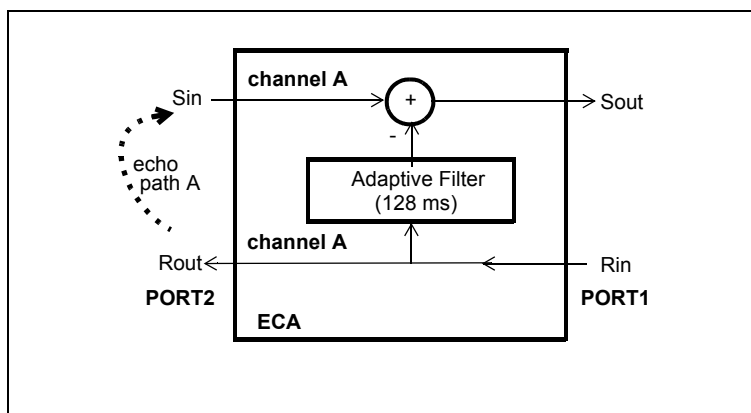 channel A
Sin
+
Sout
-
echo
path A
Adaptive Filter
(128 ms)
channel A
Rout
Rin
PORT2
PORT1
ECA